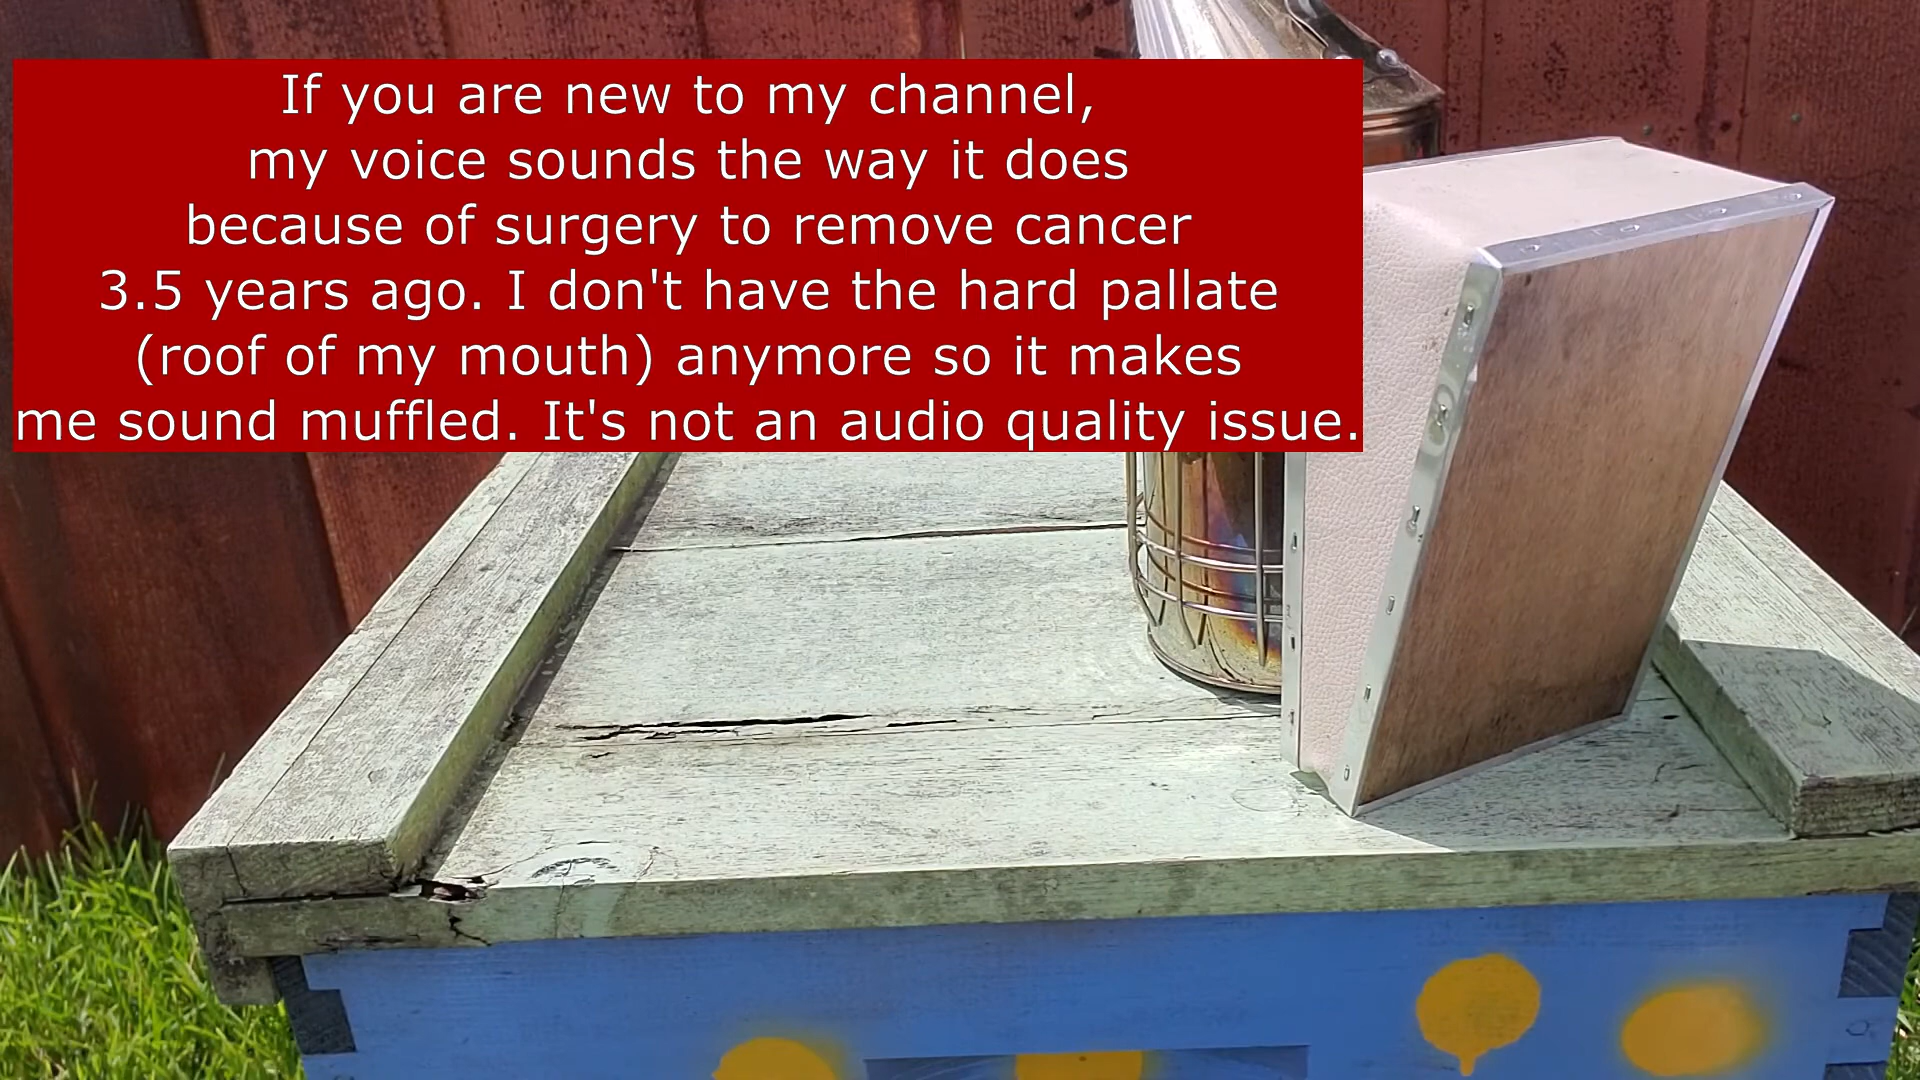 If you are new to my channel,
my voice sounds the way it does
because of surgery to remove cancer
3.5 years ago. I don't have the hard pallate
(roof of my mouth) anymore so it makes
me sound muffled. It's not an audio quality issue.